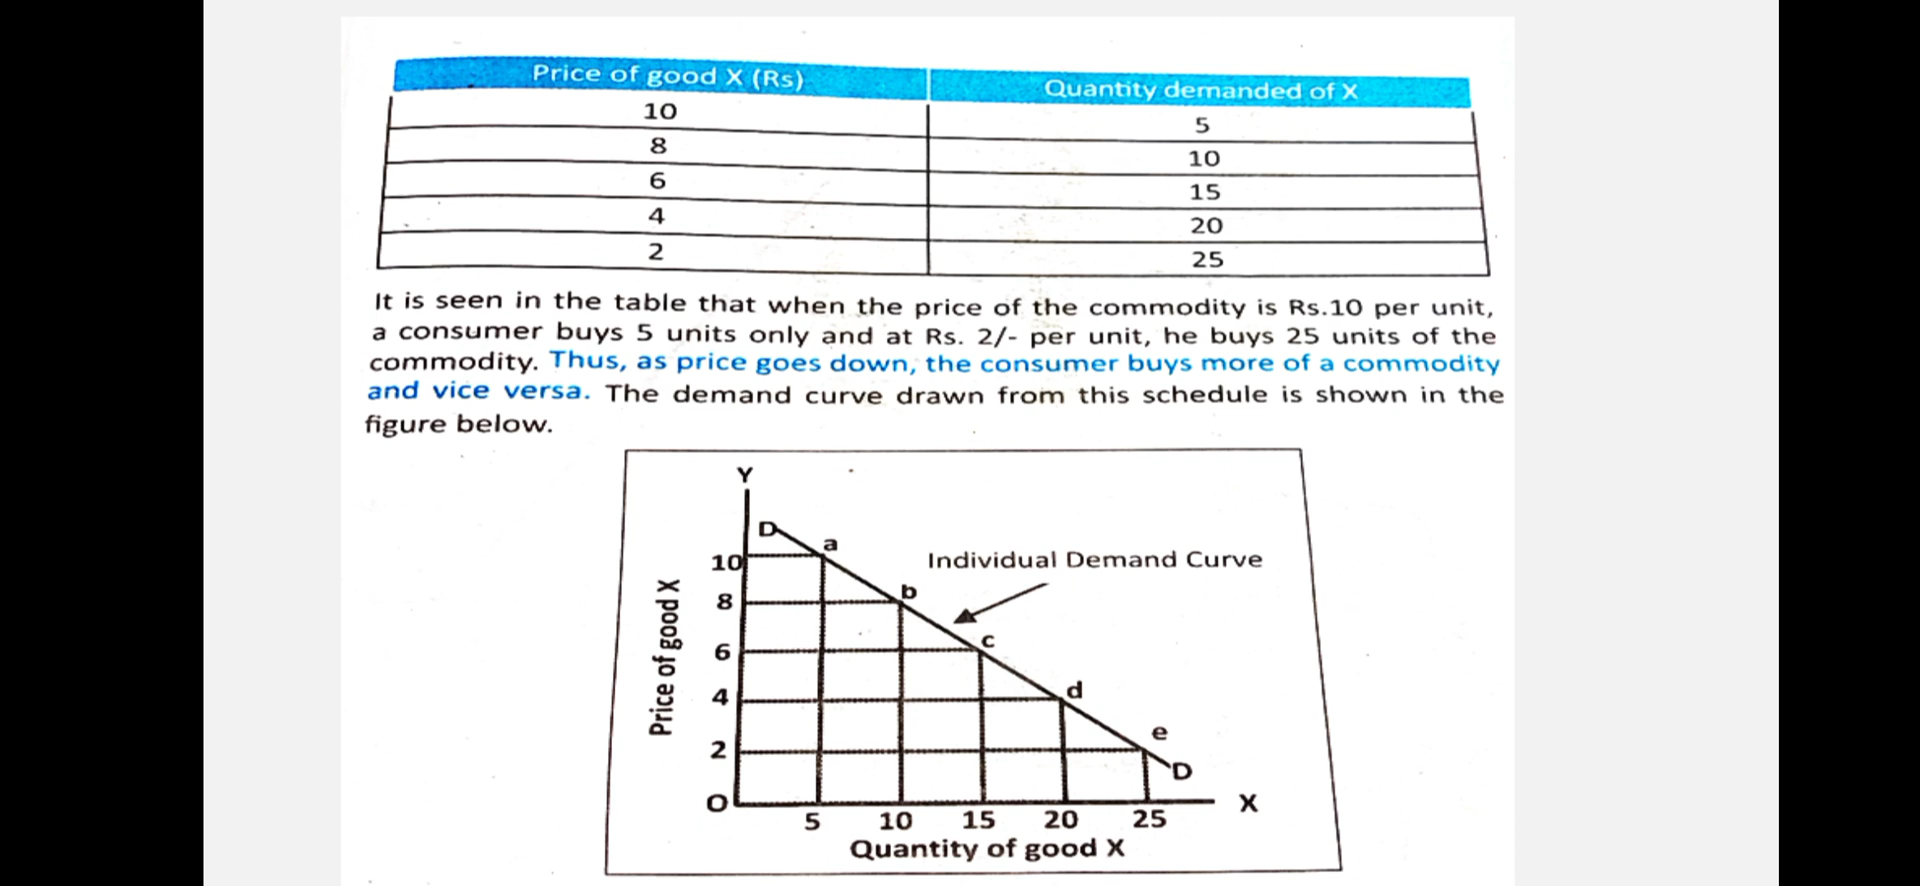 Price of good X (Rs) Quantity demanded of X
10 5
8 10
6 15
4 20
2 25
It is seen in the table that when the price of the commodity is Rs.10 per unit,
a consumer buys 5 units only and at Rs. 2/- per unit, he buys 25 units of the
commodity. Thus, as price goes down, the consumer buys more of a commodity
and vice versa. The demand curve drawn from this schedule is shown in the
figure below.
Y
D
a
10
Individual Demand Curve
b
8
c
6
d
4
e
2
D
O
X
5 10 15 20 25
Price of good X
Quantity of good X